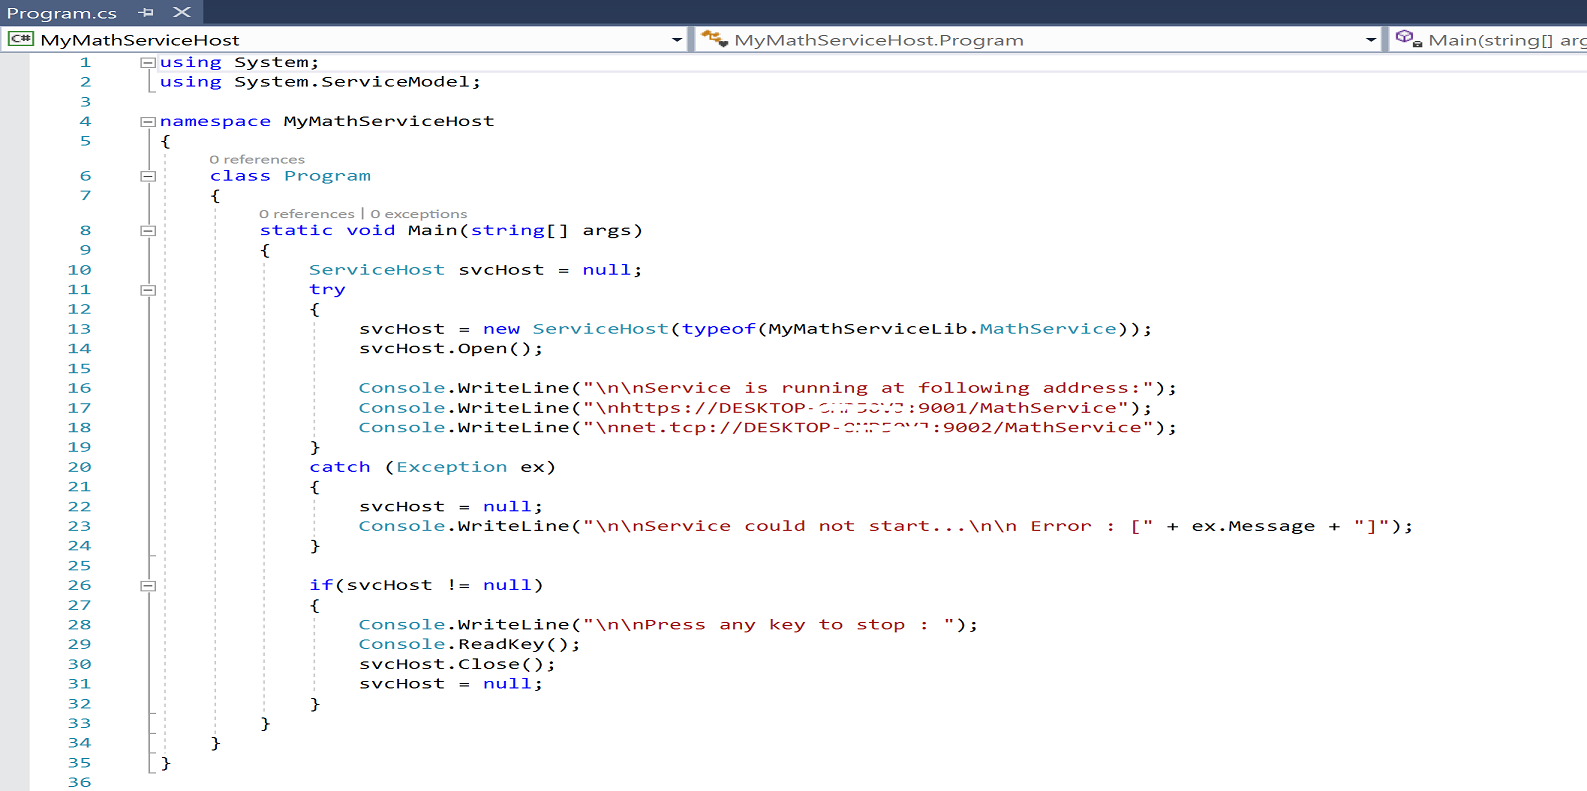 Program.cs
C# MyMathServiceHost
MyMathServiceHost.Program
Main(string[] arg
1 using System;
2 using System.ServiceModel;
3
4 namespace MyMathServiceHost
5 {
0 references
6 class Program
7 {
0 references | 0 exceptions
8 static void Main(string[] args)
9 {
10 ServiceHost svcHost = null;
11 try
12 {
13 svcHost = new ServiceHost(typeof(MyMathServiceLib.MathService));
14 svcHost.Open();
15
16 Console.WriteLine("\n\nService is running at following address:");
17 Console.WriteLine("\nhttps://DESKTOP- :9001/MathService");
18 Console.WriteLine("\nnet.tcp://DESKTOP- :9002/MathService");
19 }
20 catch (Exception ex)
21 {
22 svcHost = null;
23 Console.WriteLine("\n\nService could not start...\n\n Error : [" + ex.Message + "]");
24 }
25
26 if(svcHost != null)
27 {
28 Console.WriteLine("\n\nPress any key to stop : ");
29 Console.ReadKey();
30 svcHost.Close();
31 svcHost = null;
32 }
33 }
34 }
35 }
36